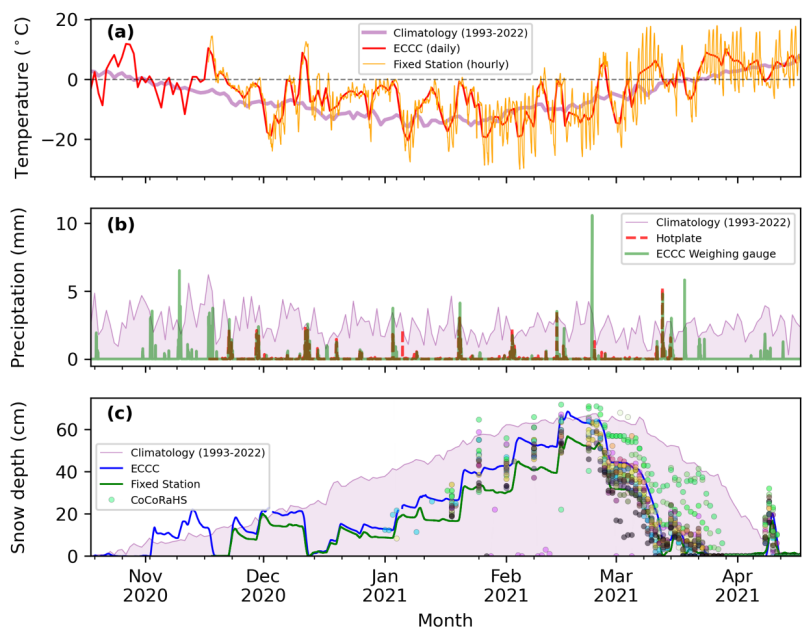 (a)
Climatology (1993-2022)
ECCC (daily)
Fixed Station (hourly)
20
0
−20
Temperature (°C)
(b)
Climatology (1993-2022)
Hotplate
ECCC Weighing gauge
10
5
0
Preciptation (mm)
(c)
Climatology (1993-2022)
ECCC
Fixed Station
CoCoRaHS
60
40
20
0
Snow depth (cm)
Nov Dec Jan Feb Mar Apr
2020 2020 2021 2021 2021 2021
Month